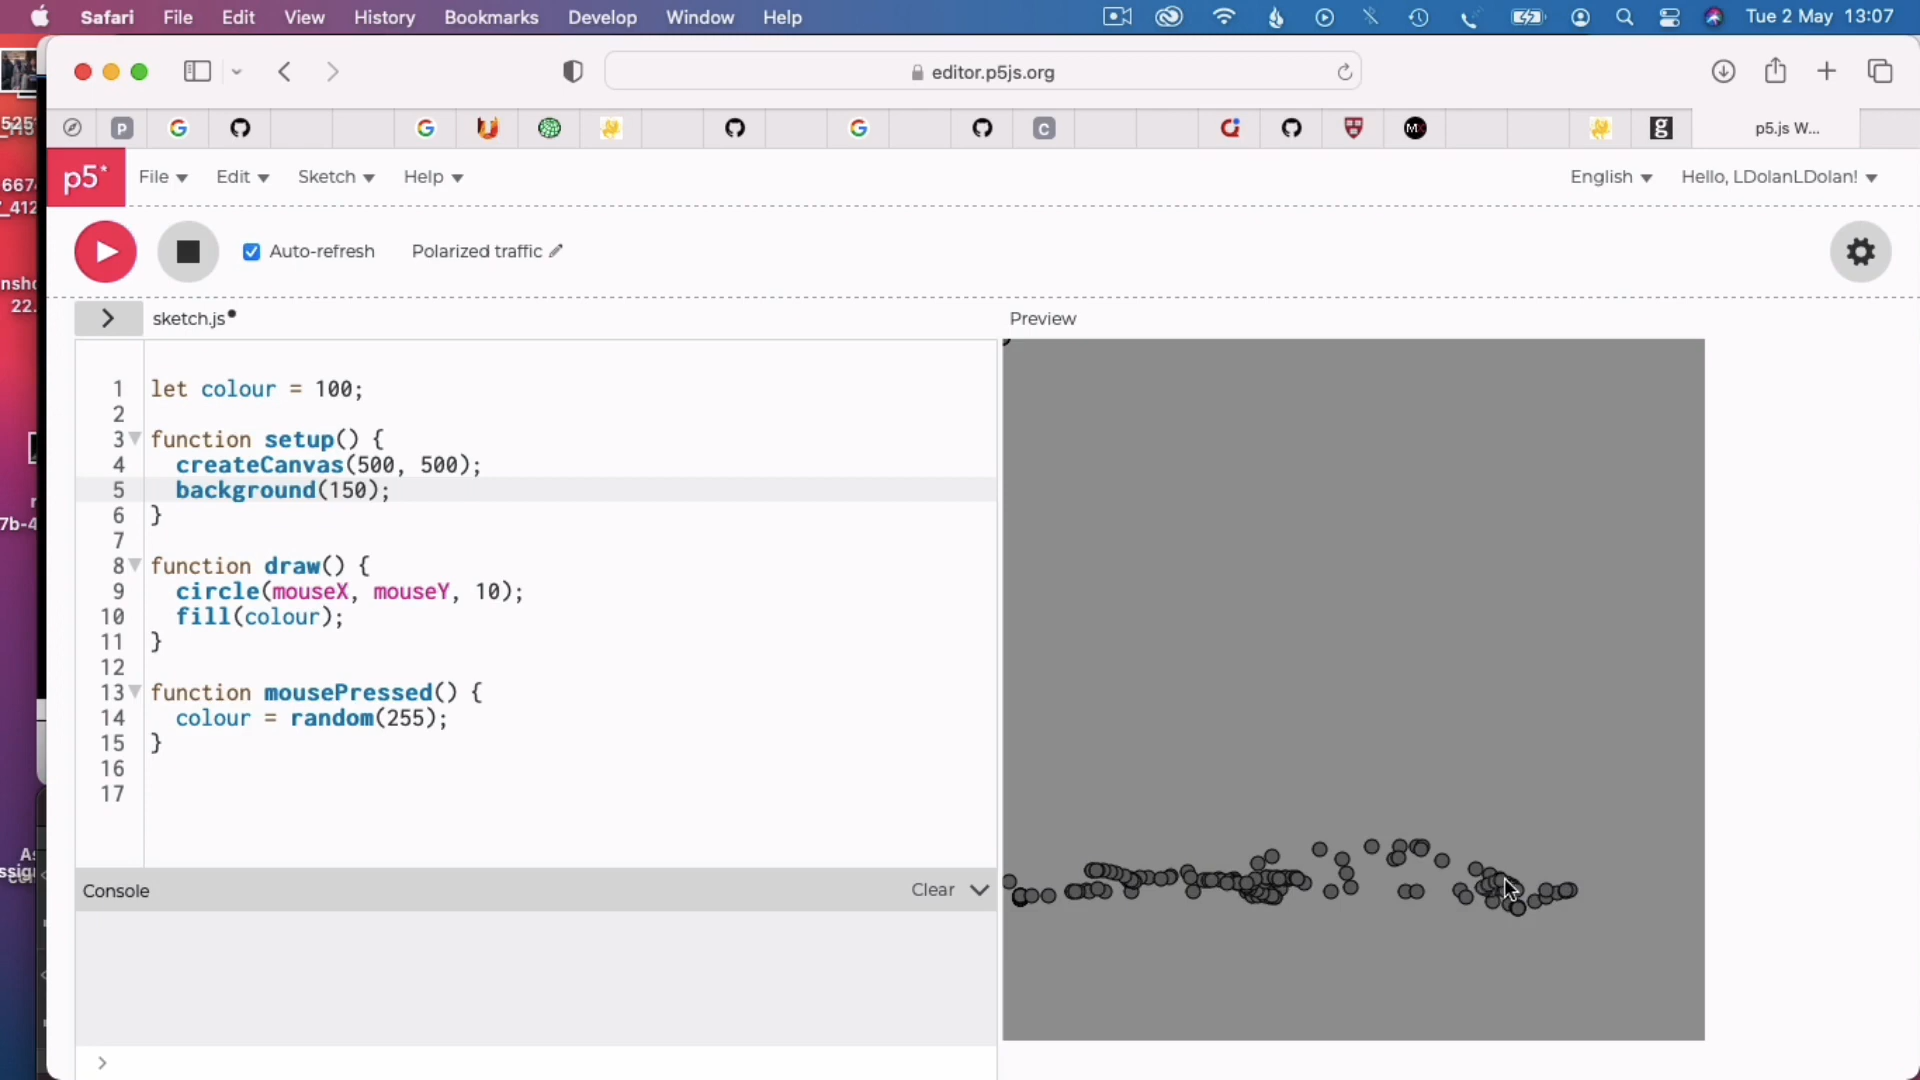 Safari File Edit View History Bookmarks Develop Window Help Tue 2 May 13:07
editor.p5js.org
P C M g p5.js W...
p5* File Edit Sketch Help English Hello, LDolanLDolan!
Auto-refresh Polarized traffic
sketch.js• Preview
1 let colour = 100;
2
3 function setup() {
4 createCanvas(500, 500);
5 background(150);
6 }
7
8 function draw() {
9 circle(mouseX, mouseY, 10);
10 fill(colour);
11 }
12
13 function mousePressed() {
14 colour = random(255);
15 }
16
17
Console Clear
>
22.